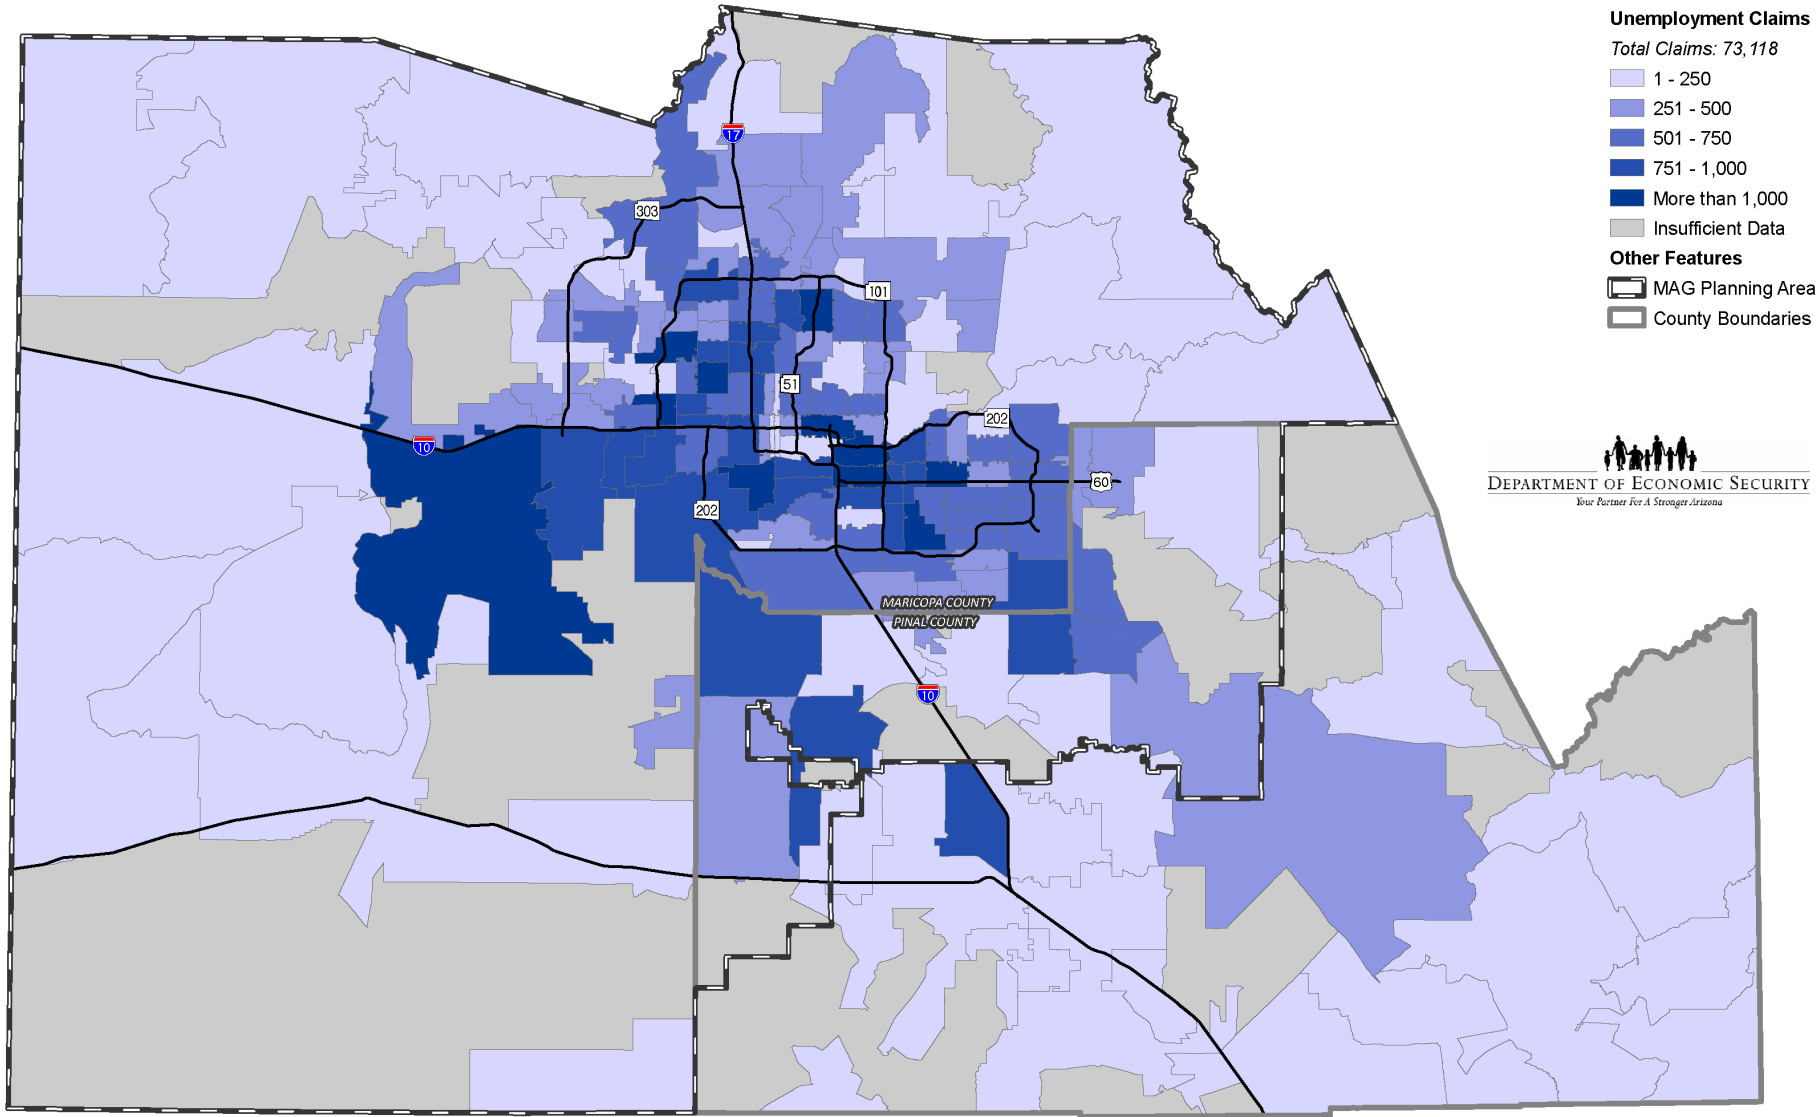 Unemployment Claims
Total Claims: 73,118
1 - 250
251 - 500
501 - 750
751 - 1,000
More than 1,000
Insufficient Data
Other Features
MAG Planning Area
County Boundaries
17
303
101
51
202
10
60
202
DEPARTMENT OF ECONOMIC SECURITY
Your Partner For A Stronger Arizona
MARICOPA COUNTY
PINAL COUNTY
10